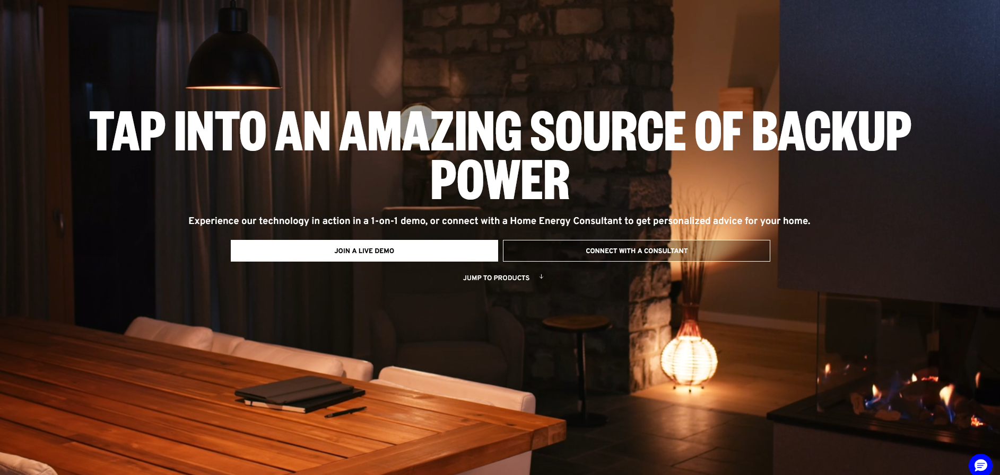 TAP INTO AN AMAZING SOURCE OF BACKUP
POWER
Experience our technology in action in a 1-on-1 demo, or connect with a Home Energy Consultant to get personalized advice for your home.
JOIN A LIVE DEMO
CONNECT WITH A CONSULTANT
JUMP TO PRODUCTS ↓